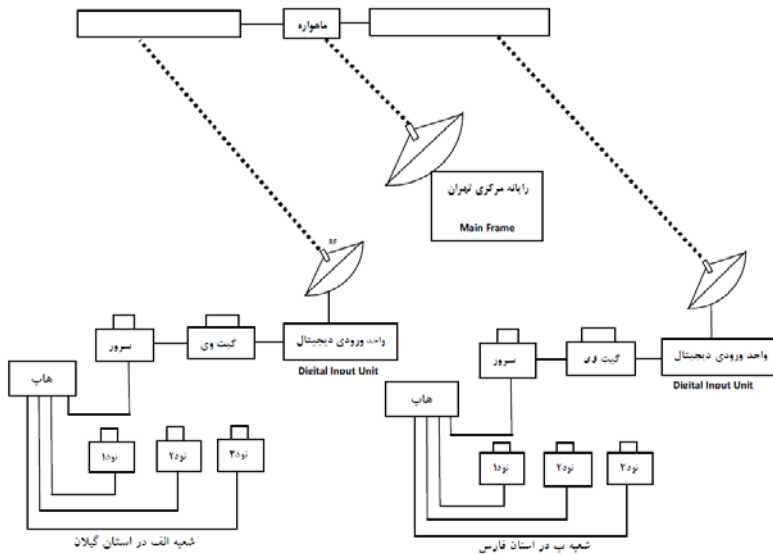 ماهواره
رایانه مرکزی تهران
Main Frame
RF
سرور
گیت وی
واحد ورودی دیجیتال
Digital Input Unit
هاب
نود۱
نود۲
نود۳
شعبه الف در استان گیلان
سرور
گیت وی
واحد ورودی دیجیتال
Digital Input Unit
هاب
نود۱
نود۲
نود۳
شعبه ب در استان فارس